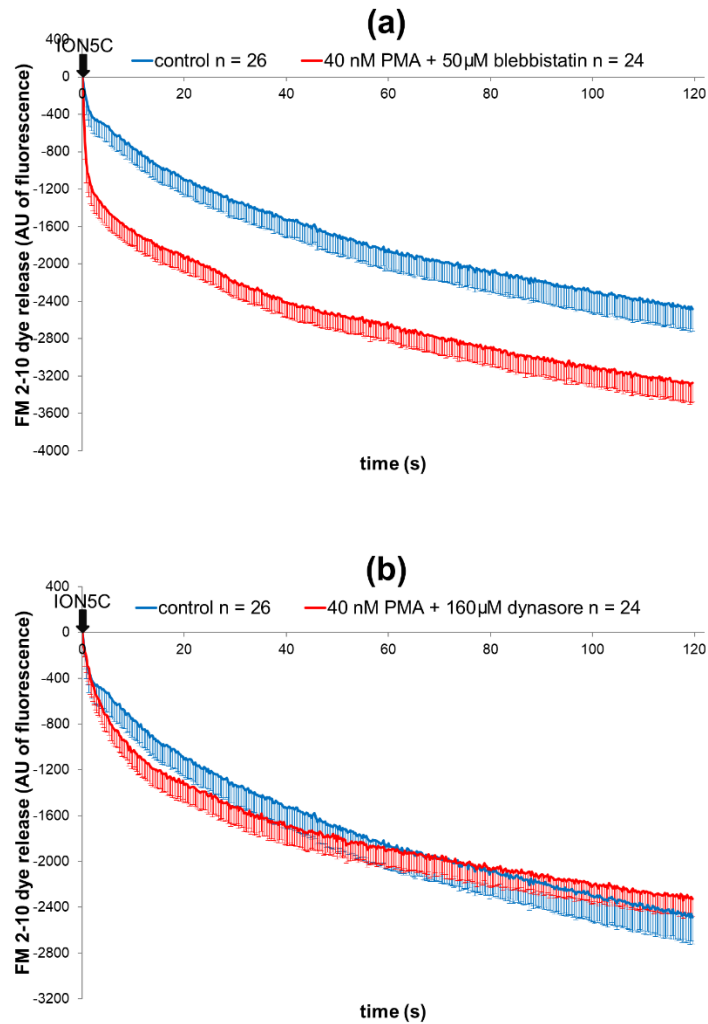 (a)
400
ION5C
control n = 26
40 nM PMA + 50µM blebbistatin n = 24
0
0 20 40 60 80 100 120
-400
-800
-1200
-1600
-2000
-2400
-2800
-3200
-3600
-4000
FM 2-10 dye release (AU of fluorescence)
time (s)
(b)
400
ION5C
control n = 26
40 nM PMA + 160µM dynasore n = 24
0
0 20 40 60 80 100 120
-400
-800
-1200
-1600
-2000
-2400
-2800
-3200
FM 2-10 dye release (AU of fluorescence)
time (s)